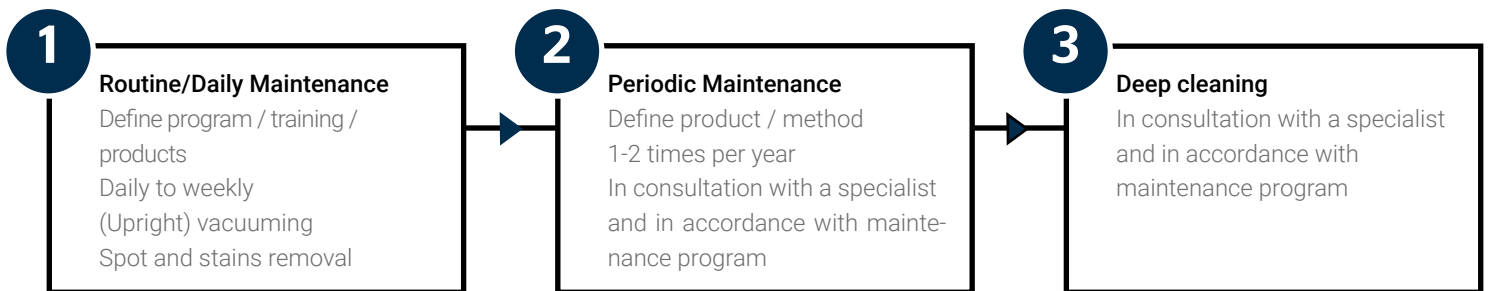 1
Routine/Daily Maintenance
Define program / training /
products
Daily to weekly
(Upright) vacuuming
Spot and stains removal
2
Periodic Maintenance
Define product / method
1-2 times per year
In consultation with a specialist
and in accordance with mainte-
nance program
3
Deep cleaning
In consultation with a specialist
and in accordance with
maintenance program